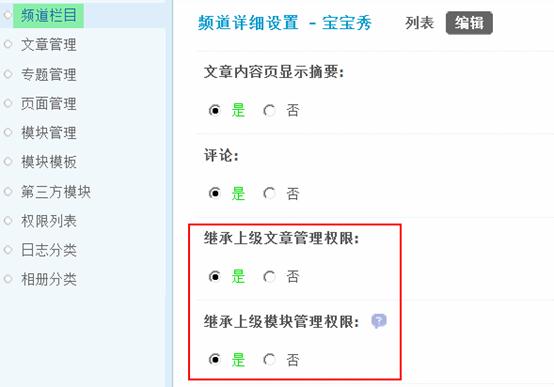 频道栏目
文章管理
专题管理
页面管理
模块管理
模块模板
第三方模块
权限列表
日志分类
相册分类
频道详细设置 - 宝宝秀 列表 编辑
文章内容页显示摘要:
是 否
评论:
是 否
继承上级文章管理权限:
是 否
继承上级模块管理权限: ?
是 否